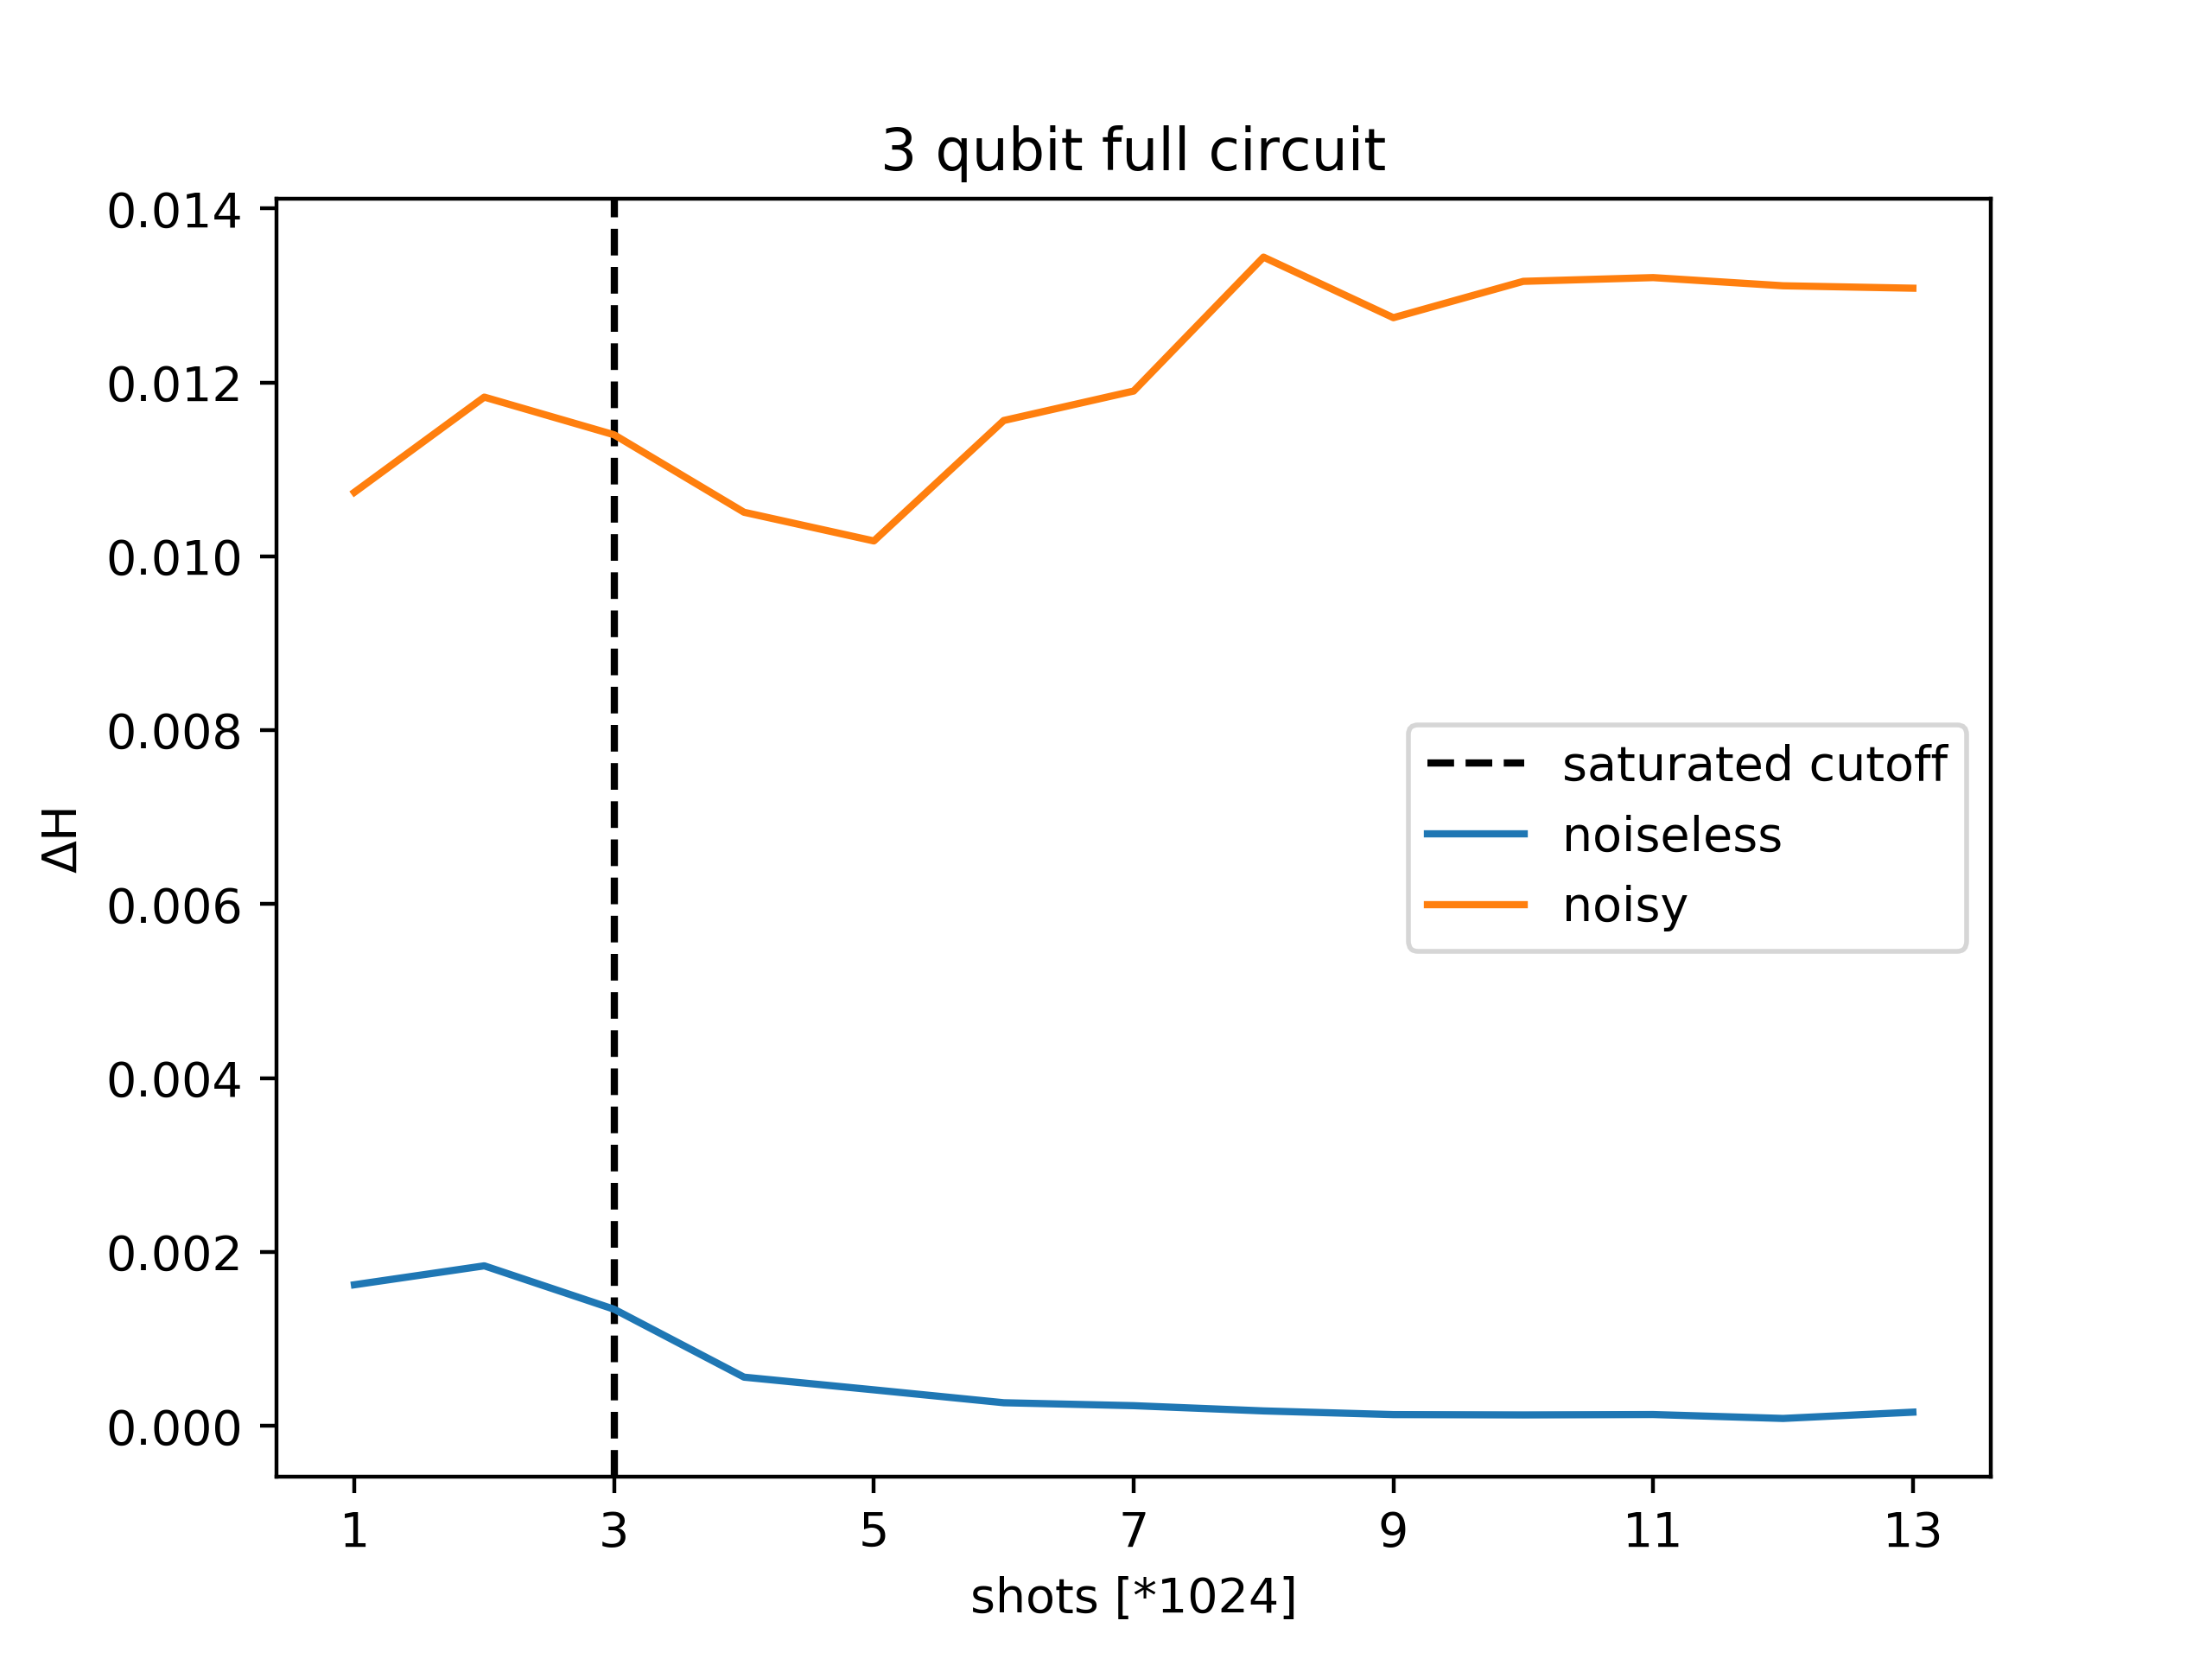 3 qubit full circuit
0.014
0.012
0.010
0.008
0.006
0.004
0.002
0.000
ΔH
saturated cutoff
noiseless
noisy
1 3 5 7 9 11 13
shots [*1024]